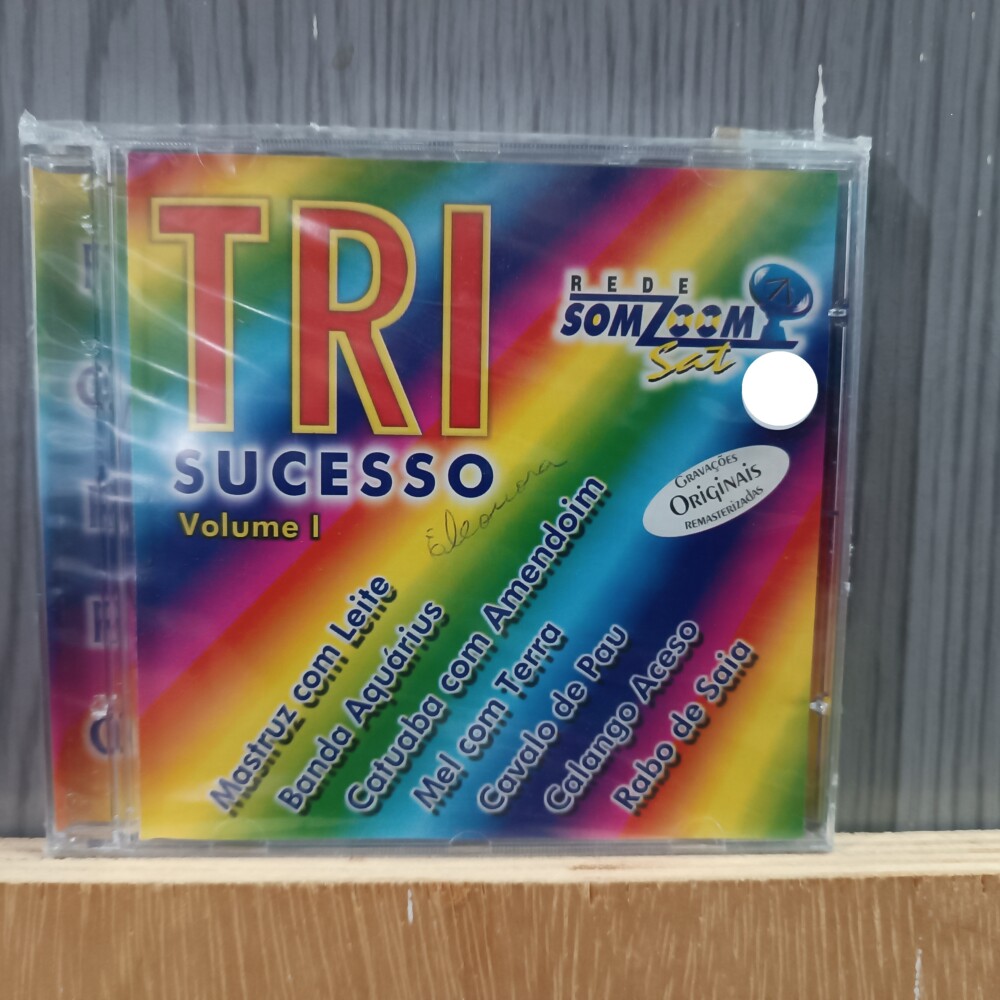 TRI
SUCESSO
Volume I
REDE
SOMZOOM
Sat
GRAVAÇÕES
ORIGINAIS
REMASTERIZADAS
Eleonora
Mastruz com Leite
Banda Aquárius
Catuaba com Amendoim
Mel com Terra
Cavalo de Pau
Calango Aceso
Rabo de Saia